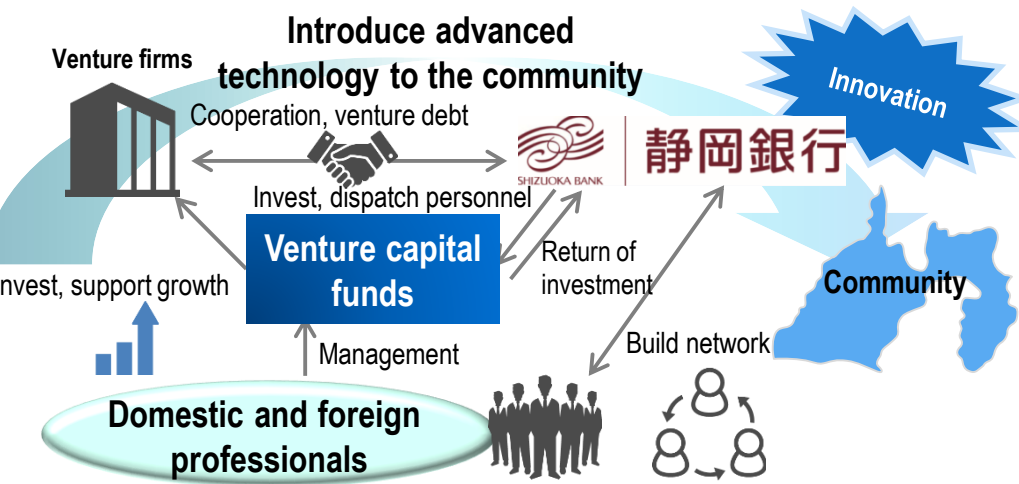 Introduce advanced
technology to the community
Venture firms
Innovation
Cooperation, venture debt
SHIZUOKA BANK
静岡銀行
Invest, dispatch personnel
Venture capital
funds
Return of
investment
Community
nvest, support growth
Management
Build network
Domestic and foreign
professionals